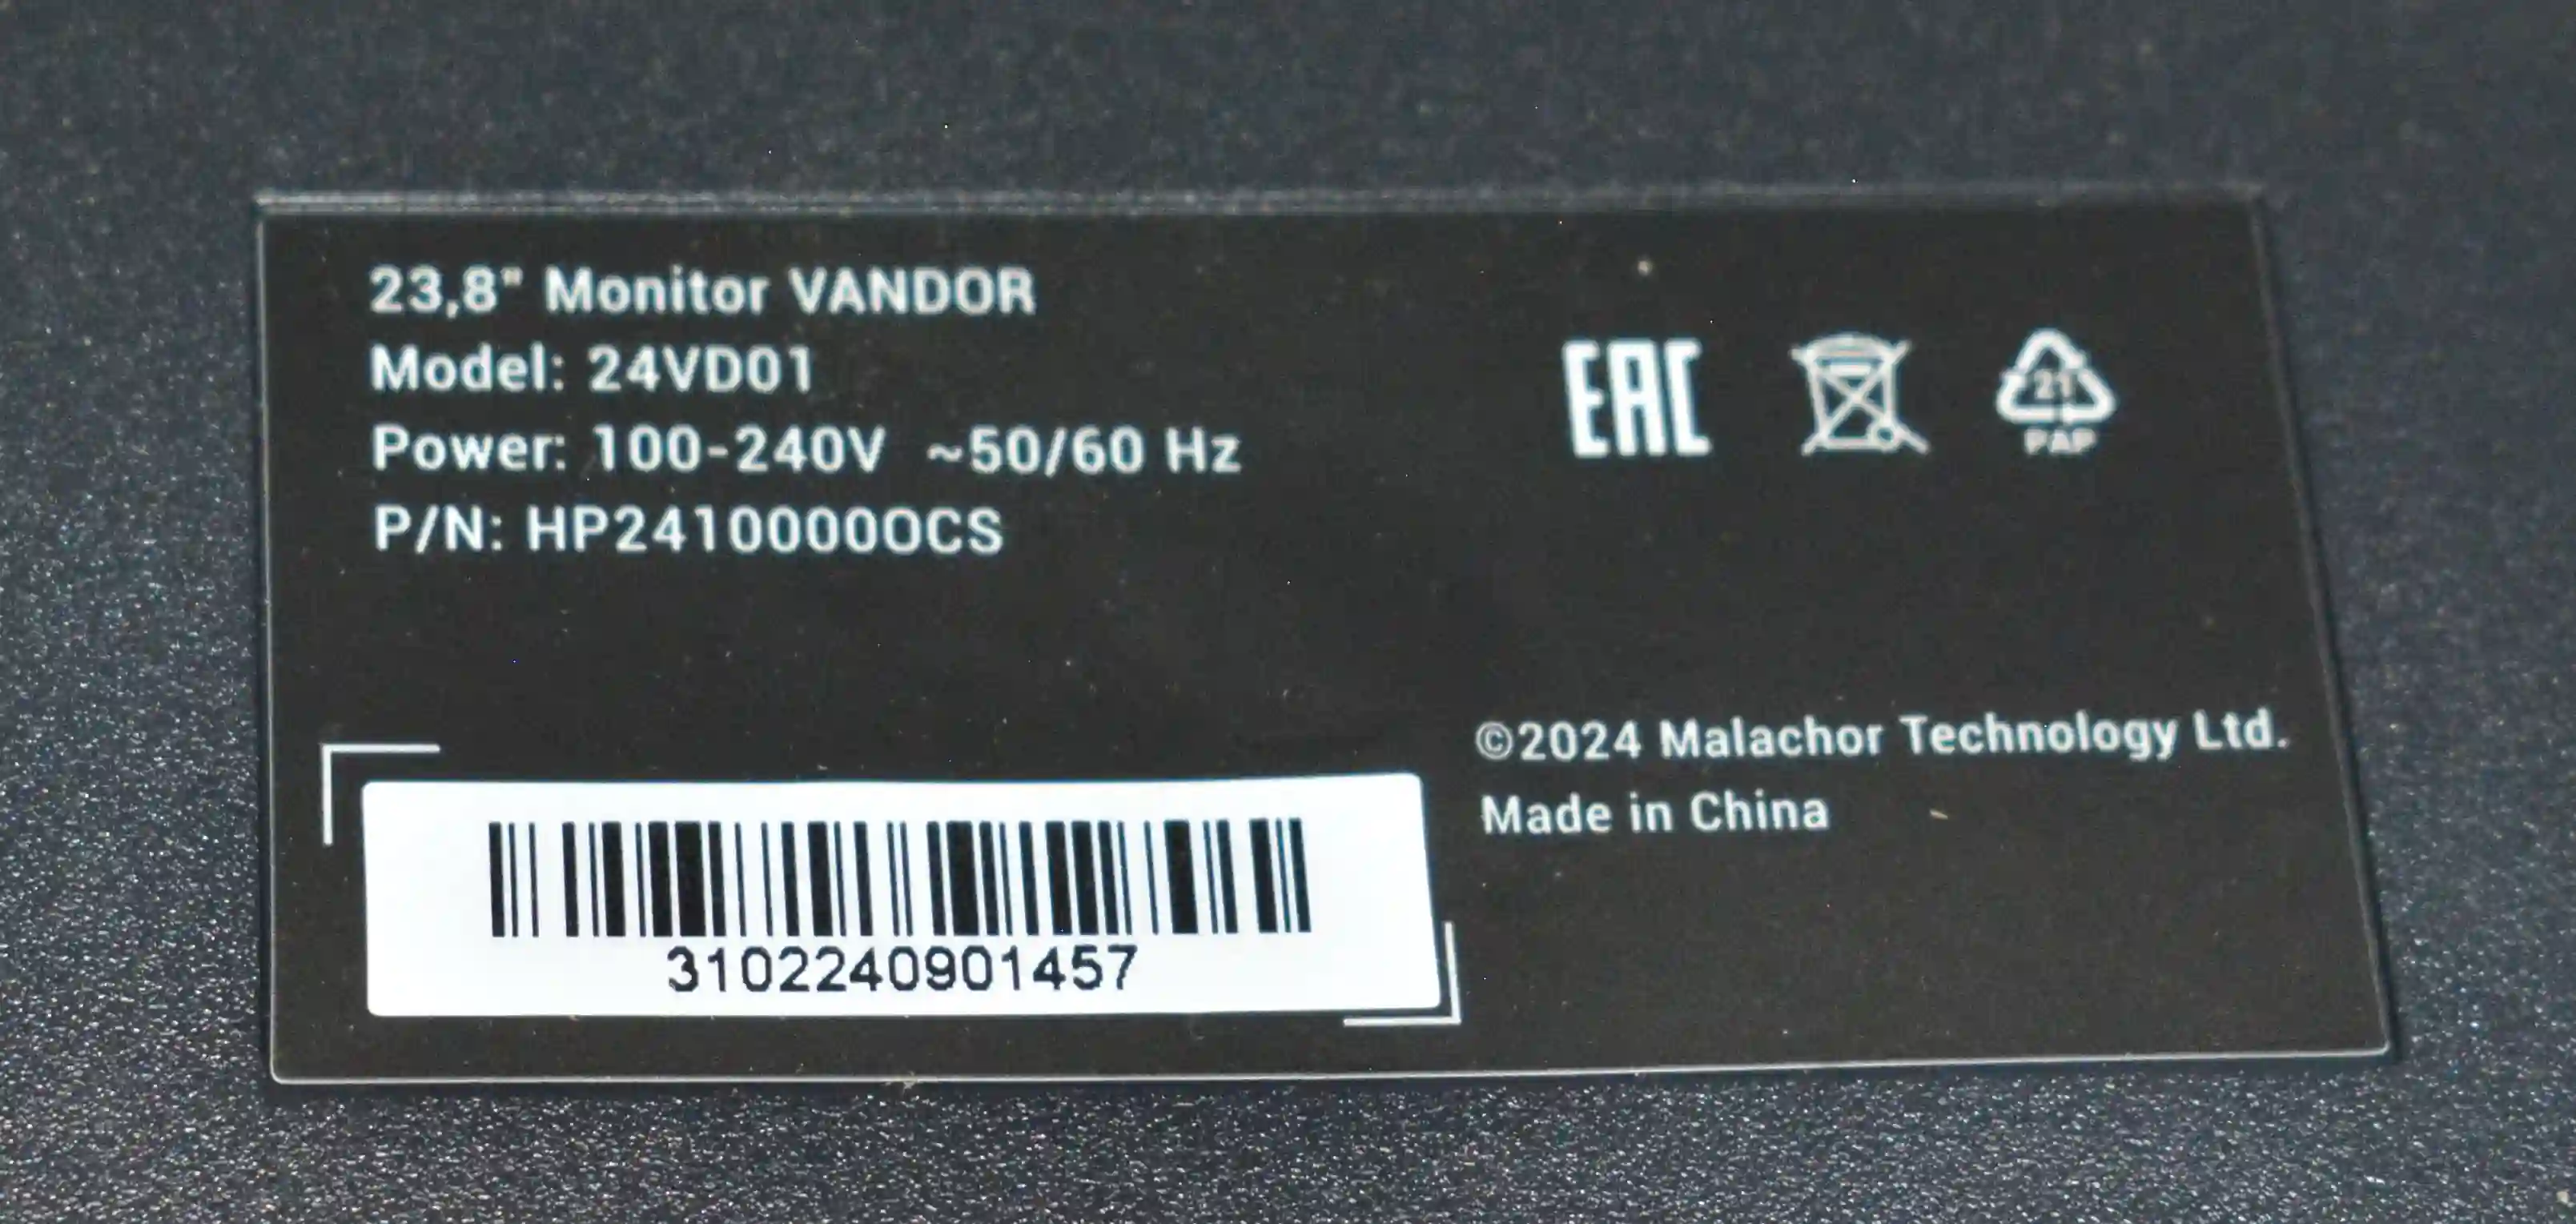 23,8" Monitor VANDOR
Model: 24VD01
Power: 100-240V ~50/60 Hz
P/N: HP24100000CS
EAC
21
PAP
©2024 Malachor Technology Ltd.
Made in China
3102240901457